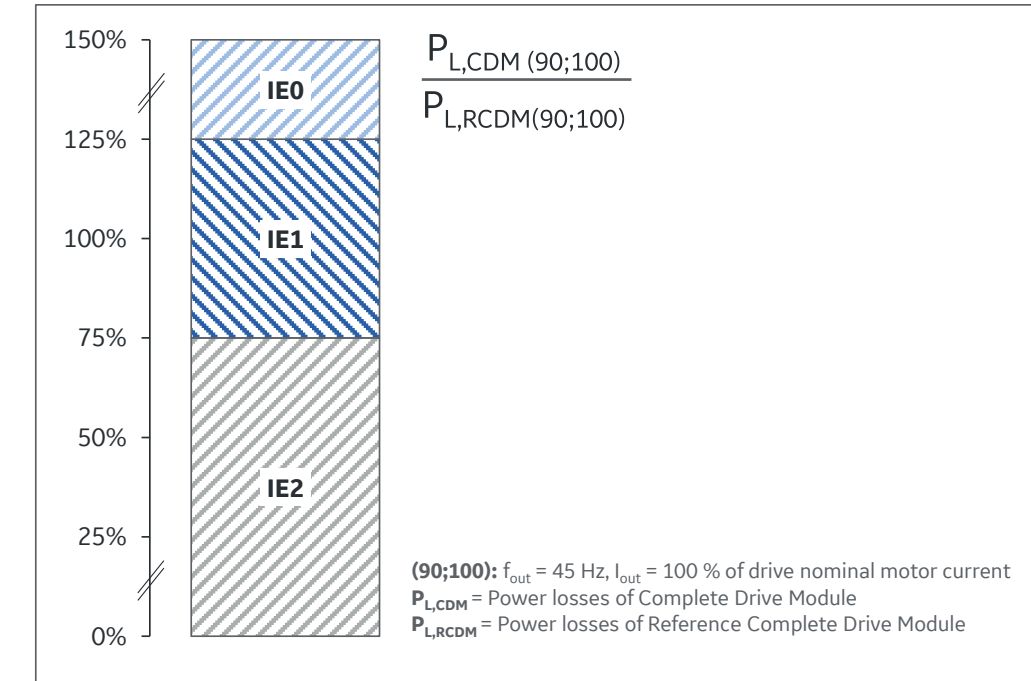 150%
IE0
P_L,CDM (90;100)
P_L,RCDM(90;100)
125%
100%
IE1
75%
50%
IE2
25%
0%
(90;100): f_out = 45 Hz, I_out = 100 % of drive nominal motor current
P_L,CDM = Power losses of Complete Drive Module
P_L,RCDM = Power losses of Reference Complete Drive Module